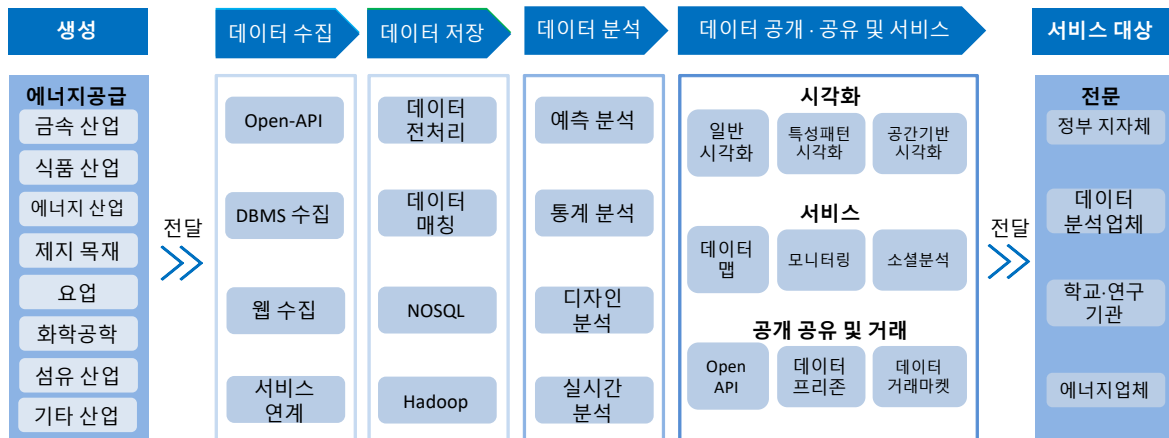 생성
데이터 수집
데이터 저장
데이터 분석
데이터 공개 · 공유 및 서비스
서비스 대상
에너지공급
금속 산업
식품 산업
에너지 산업
제지 목재
요업
화학공학
섬유 산업
기타 산업
전달
Open-API
DBMS 수집
웹 수집
서비스
연계
데이터
전처리
데이터
매칭
NOSQL
Hadoop
예측 분석
통계 분석
디자인
분석
실시간
분석
시각화
일반
시각화
특성패턴
시각화
공간기반
시각화
서비스
데이터
맵
모니터링
소셜분석
공개 공유 및 거래
Open
API
데이터
프리존
데이터
거래마켓
전달
전문
정부 지자체
데이터
분석업체
학교·연구
기관
에너지업체